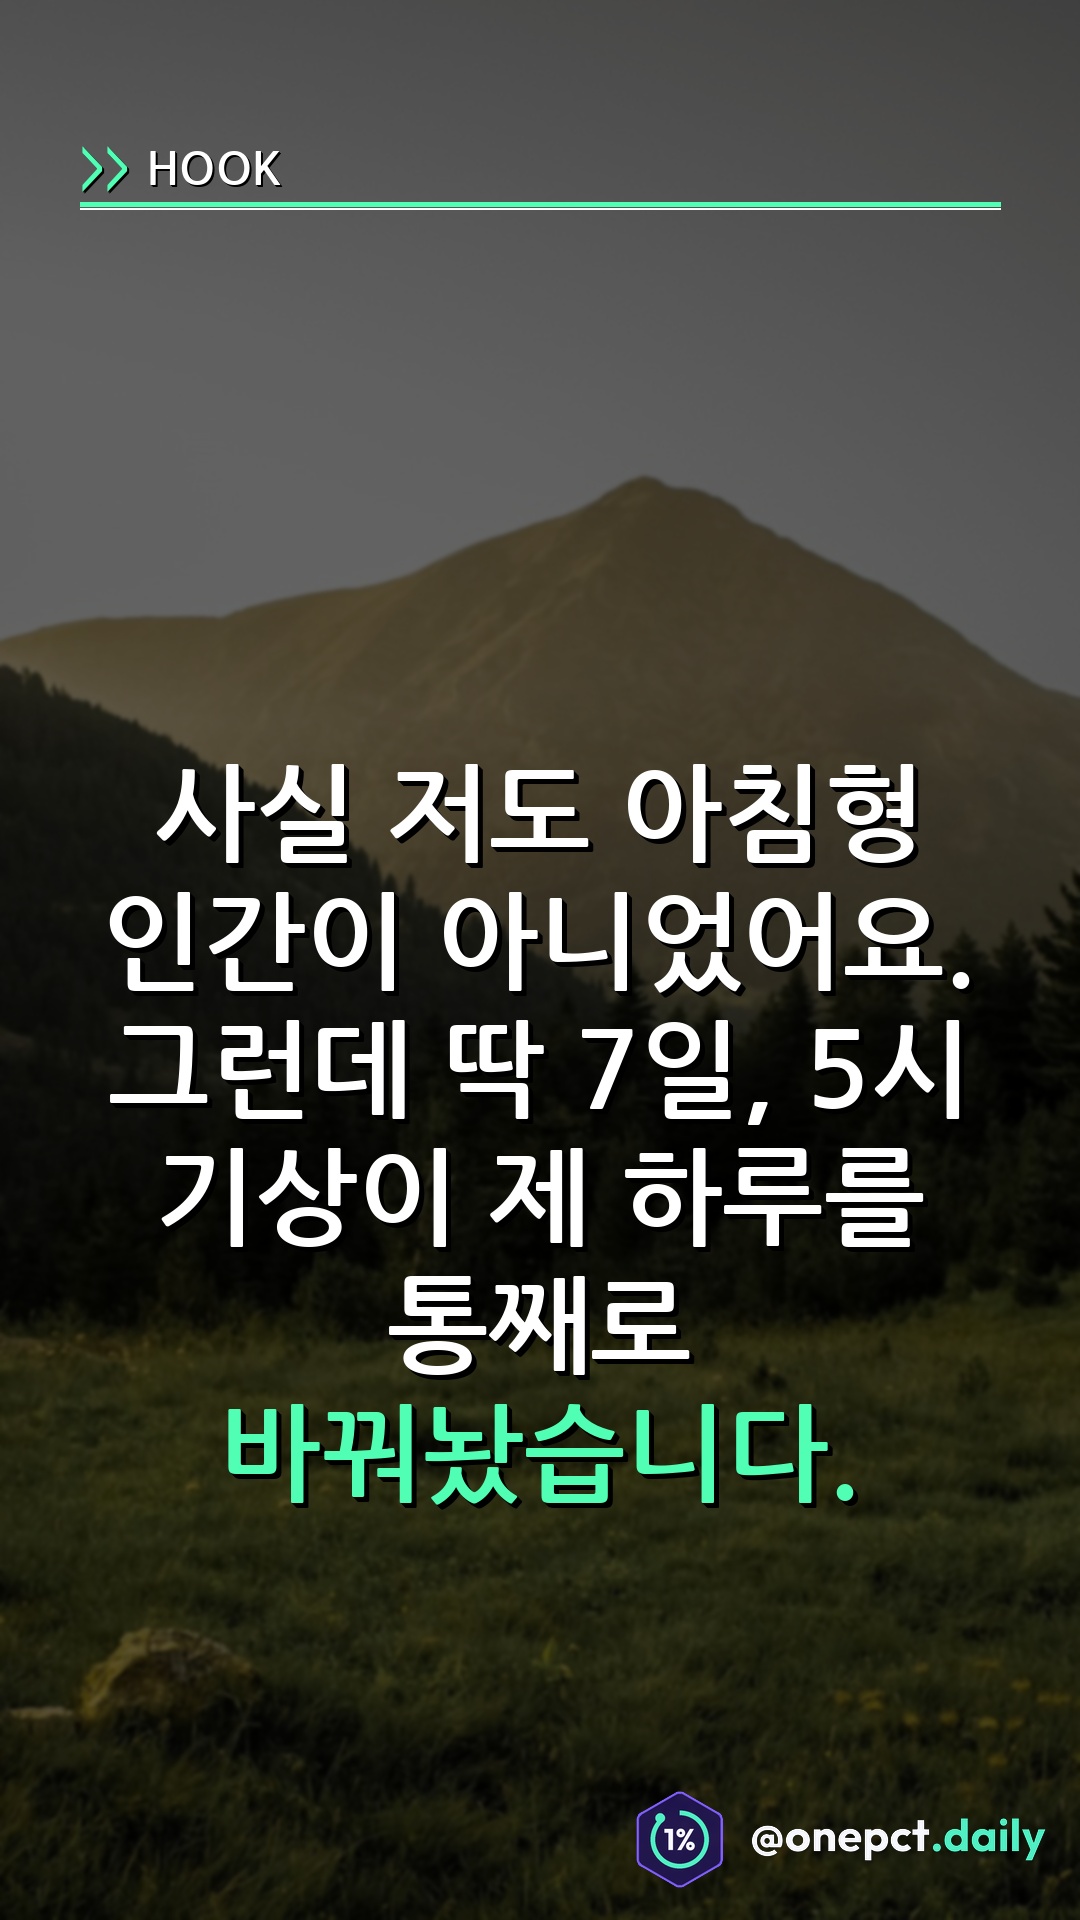 >> HOOK
사실 저도 아침형
인간이 아니었어요.
그런데 딱 7일, 5시
기상이 제 하루를
통째로
바꿔놨습니다.
1% @onepct.daily